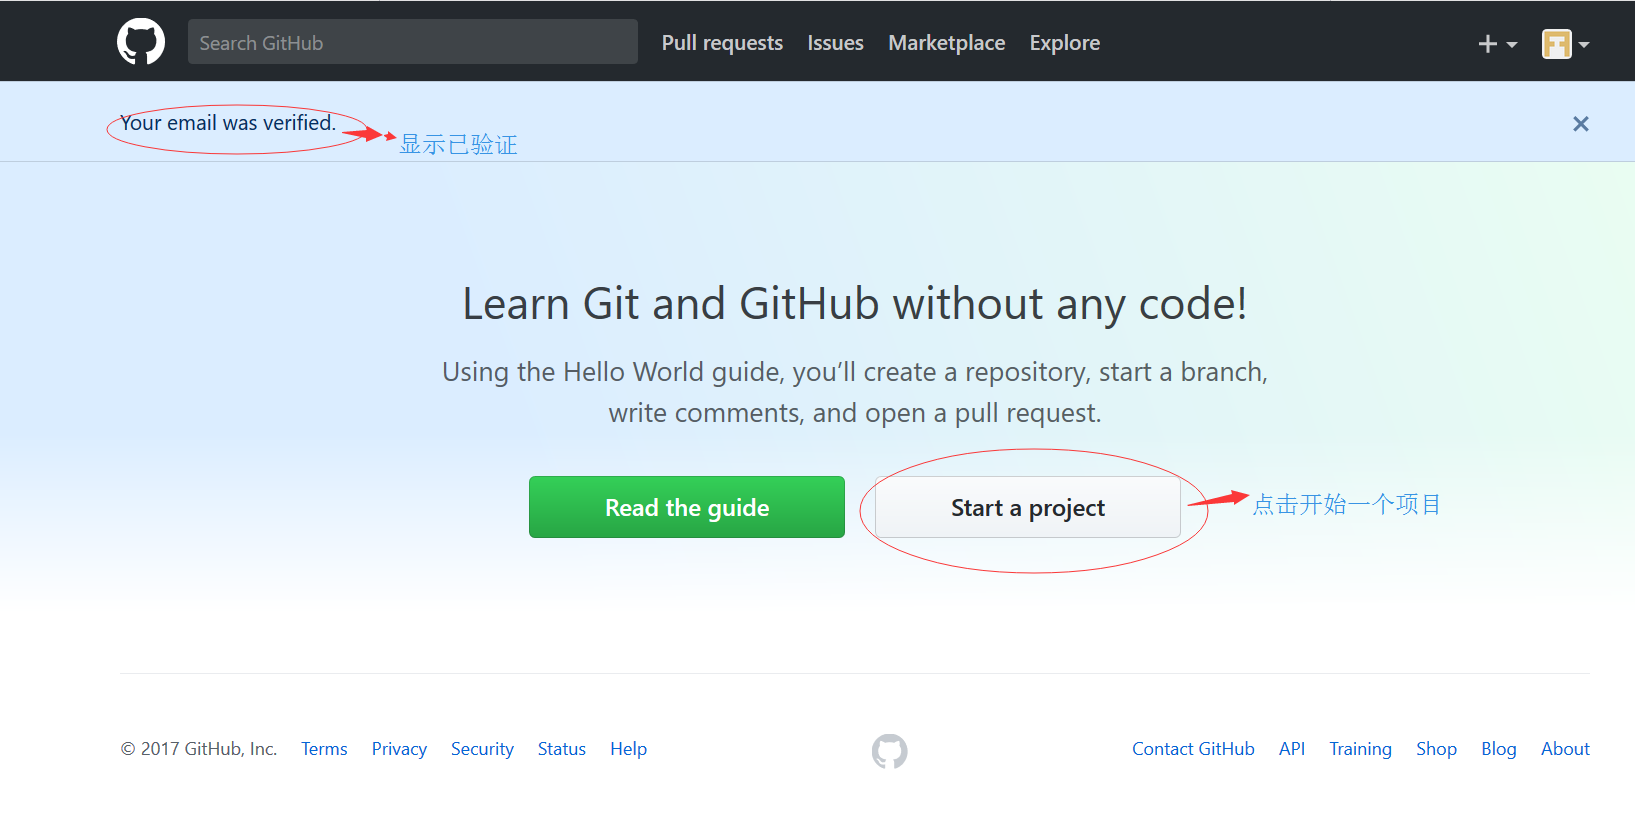 Search GitHub
Pull requests
Issues
Marketplace
Explore
Your email was verified.
显示已验证
Learn Git and GitHub without any code!
Using the Hello World guide, you’ll create a repository, start a branch,
write comments, and open a pull request.
Read the guide
Start a project
点击开始一个项目
© 2017 GitHub, Inc.
Terms
Privacy
Security
Status
Help
Contact GitHub
API
Training
Shop
Blog
About